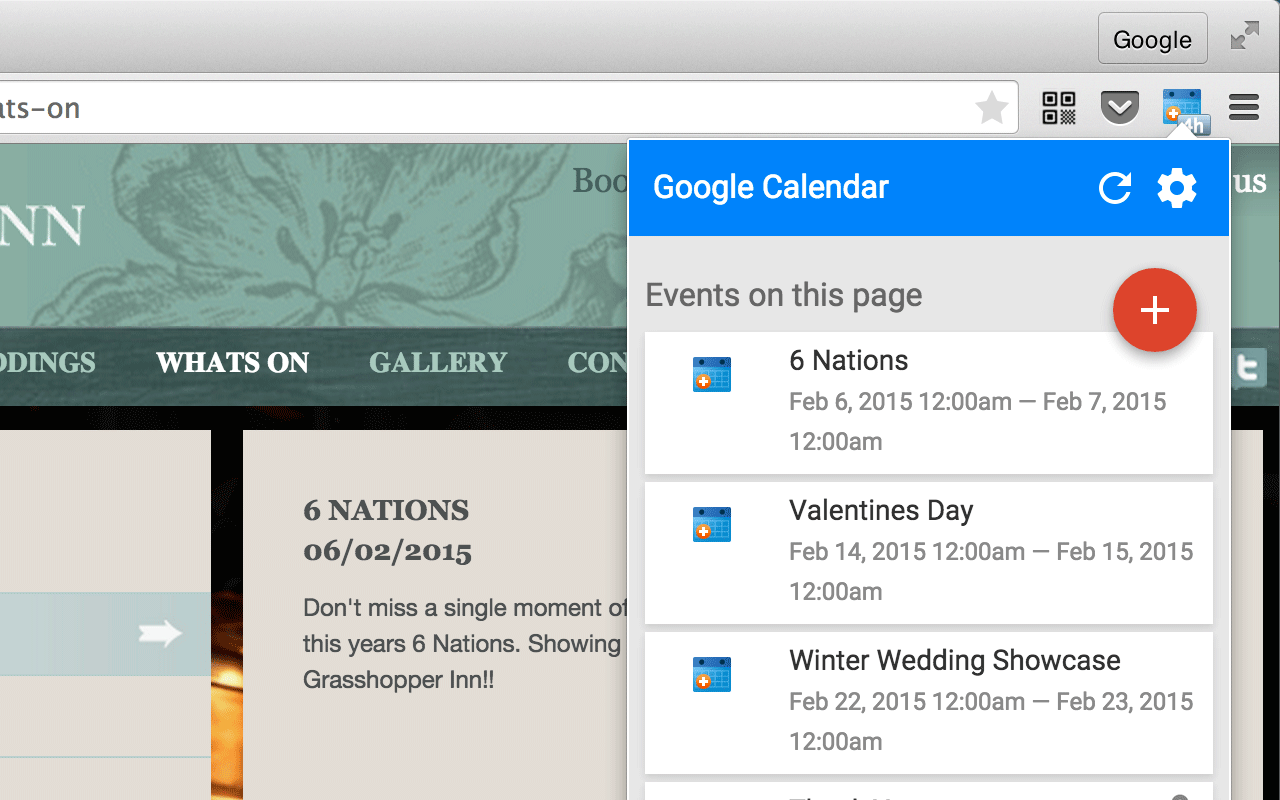 Google
ts-on
4h
Boo
us
NN
Google Calendar
Events on this page
DDINGS
WHATS ON
GALLERY
CON
6 NATIONS
06/02/2015
Don't miss a single moment of
this years 6 Nations. Showing
Grasshopper Inn!!
6 Nations
Feb 6, 2015 12:00am — Feb 7, 2015
12:00am
Valentines Day
Feb 14, 2015 12:00am — Feb 15, 2015
12:00am
Winter Wedding Showcase
Feb 22, 2015 12:00am — Feb 23, 2015
12:00am